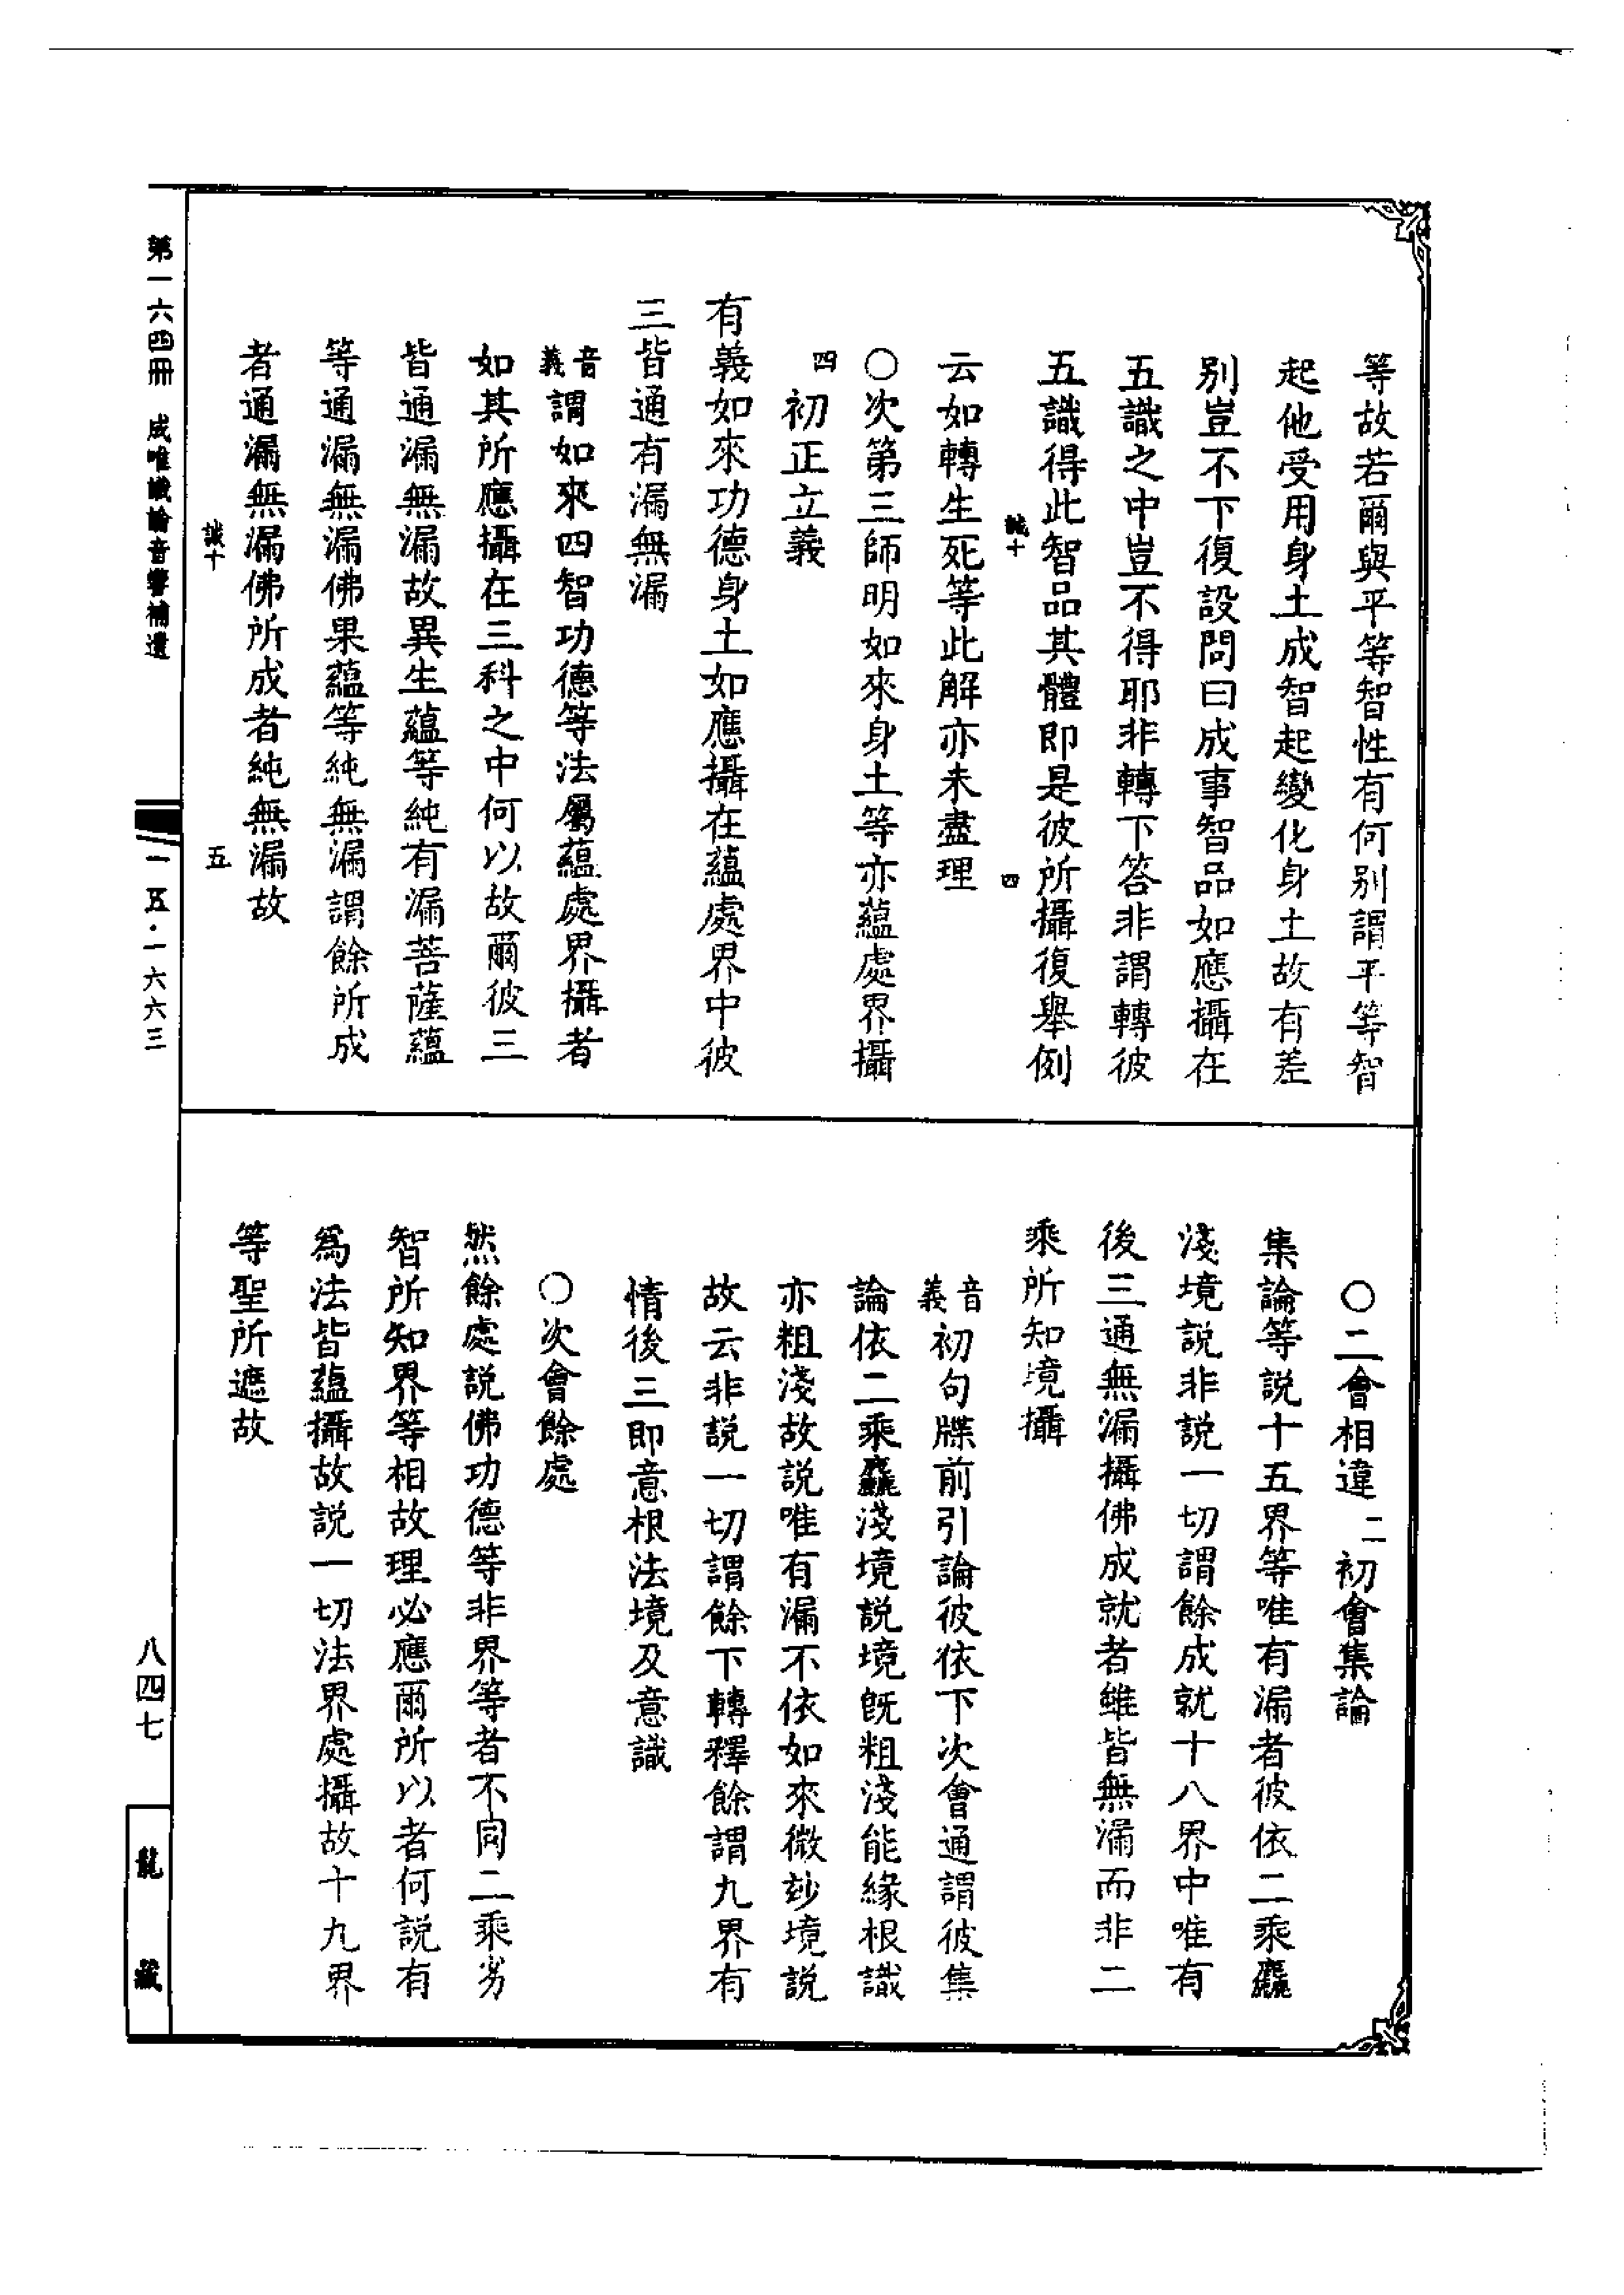 等故若爾與平等智性有何別謂平等智
起他受用身土成智起變化身土故有差
別豈不下復設問曰成事智品如應攝在
五識之中豈不得耶非轉下答非謂轉彼
五識得此智品其體即是彼所攝復舉例
誠十 四
云如轉生死等此解亦未盡理
○次第三師明如來身土等亦蘊處界攝
四 初正立義
有義如來功德身土如應攝在蘊處界中彼
三皆通有漏無漏
音義 謂如來四智功德等法屬蘊處界攝者
如其所應攝在三科之中何以故爾彼三
皆通漏無漏故異生蘊等純有漏菩薩蘊
等通漏無漏佛果蘊等純無漏謂餘所成
者通漏無漏佛所成者純無漏故
誠十 五
○二會相違 二 初會集論
集論等說十五界等唯有漏者彼依二乘麤
淺境說非說一切謂餘成就十八界中唯有
後三通無漏攝佛成就者雖皆無漏而非二
乘所知境攝
音義 初句牒前引論彼依下次會通謂彼集
論依二乘麤淺境說境既粗淺能緣根識
亦粗淺故說唯有漏不依如來微玅境說
故云非說一切謂餘下轉釋餘謂九界有
情後三即意根法境及意識
○次會餘處
然餘處說佛功德等非界等者不同二乘劣
智所知界等相故理必應爾所以者何說有
為法皆蘊攝故說一切法界處攝故十九界
等聖所遮故
第一六四冊 成唯識論音響補遺
一五·一六六三
八四七
龍藏